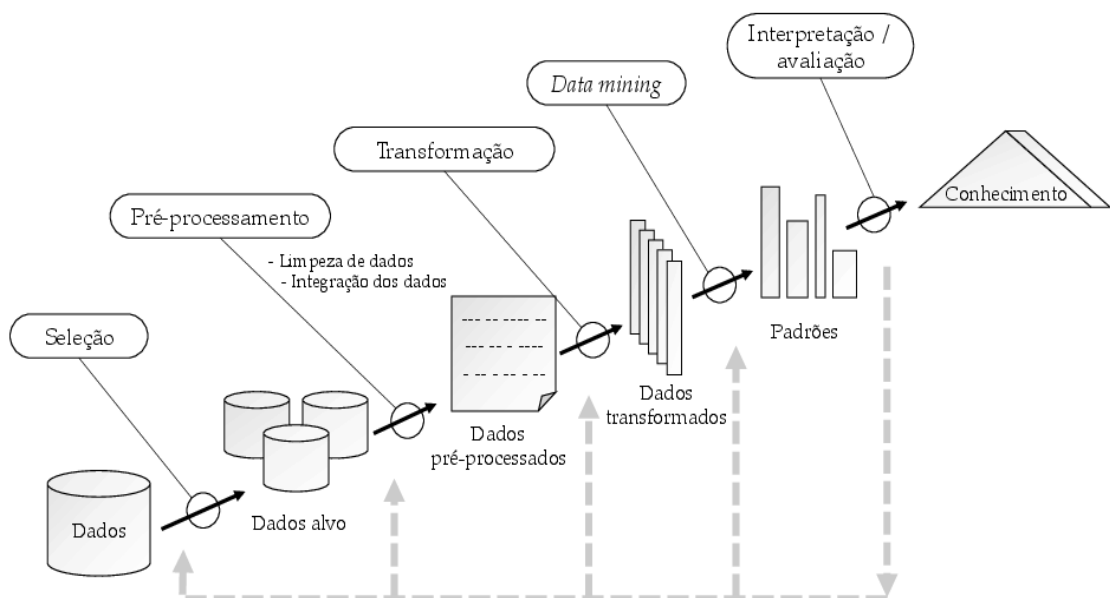 Interpretação /
avaliação
Data mining
Transformação
Conhecimento
Pré-processamento
- Limpeza de dados
- Integração dos dados
Padrões
Seleção
Dados
transformados
Dados
pré-processados
Dados alvo
Dados